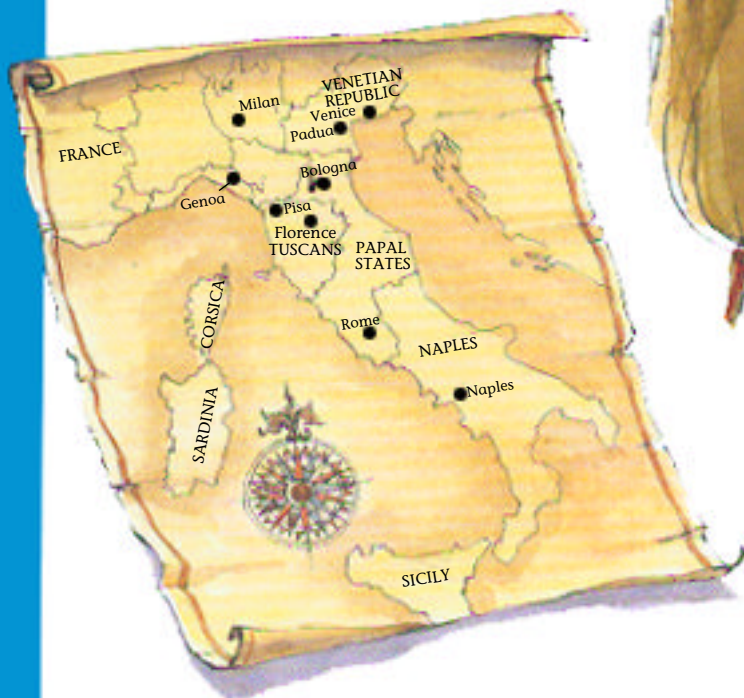 VENETIAN
REPUBLIC
Milan
Venice
Padua
FRANCE
Bologna
Genoa
Pisa
Florence
TUSCANS
PAPAL
STATES
CORSICA
Rome
NAPLES
Naples
SARDINIA
SICILY